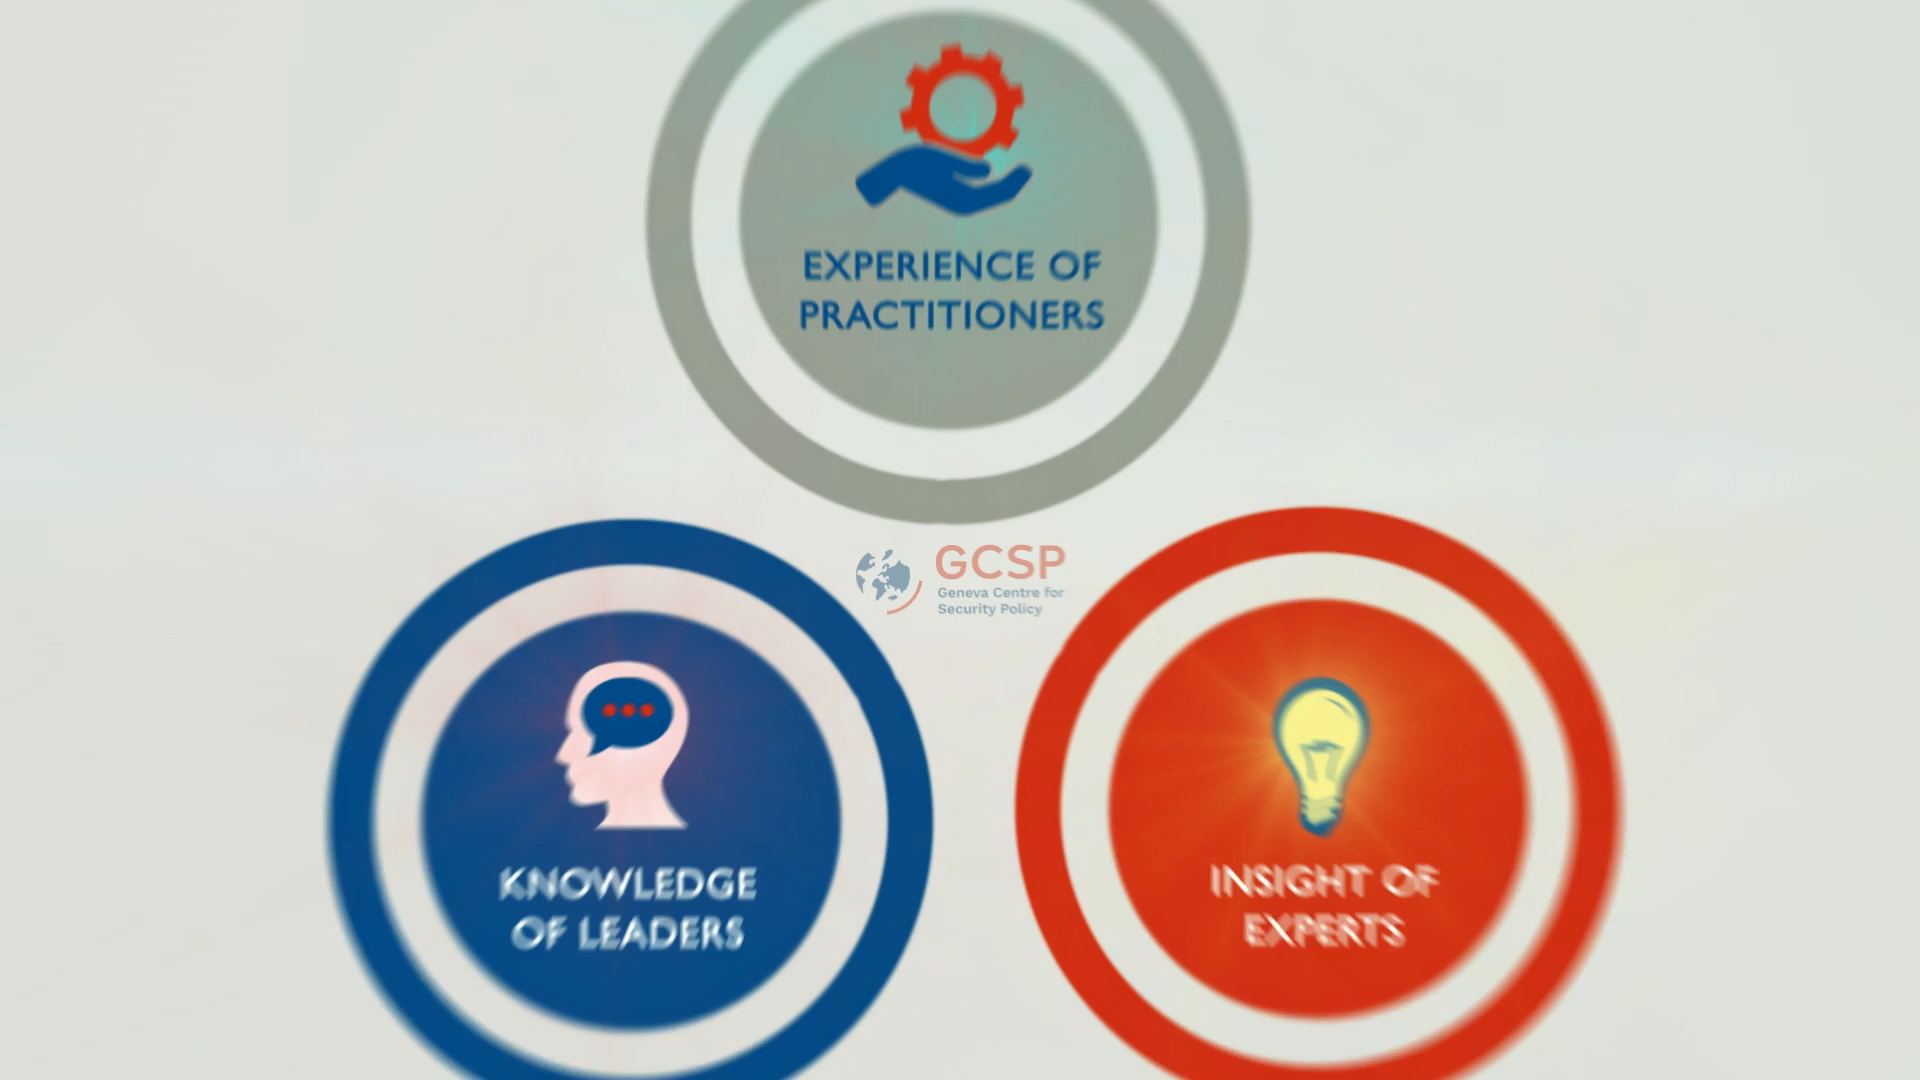 EXPERIENCE OF
PRACTITIONERS
GCSP
Geneva Centre for
Security Policy
KNOWLEDGE
OF LEADERS
INSIGHT OF
EXPERTS